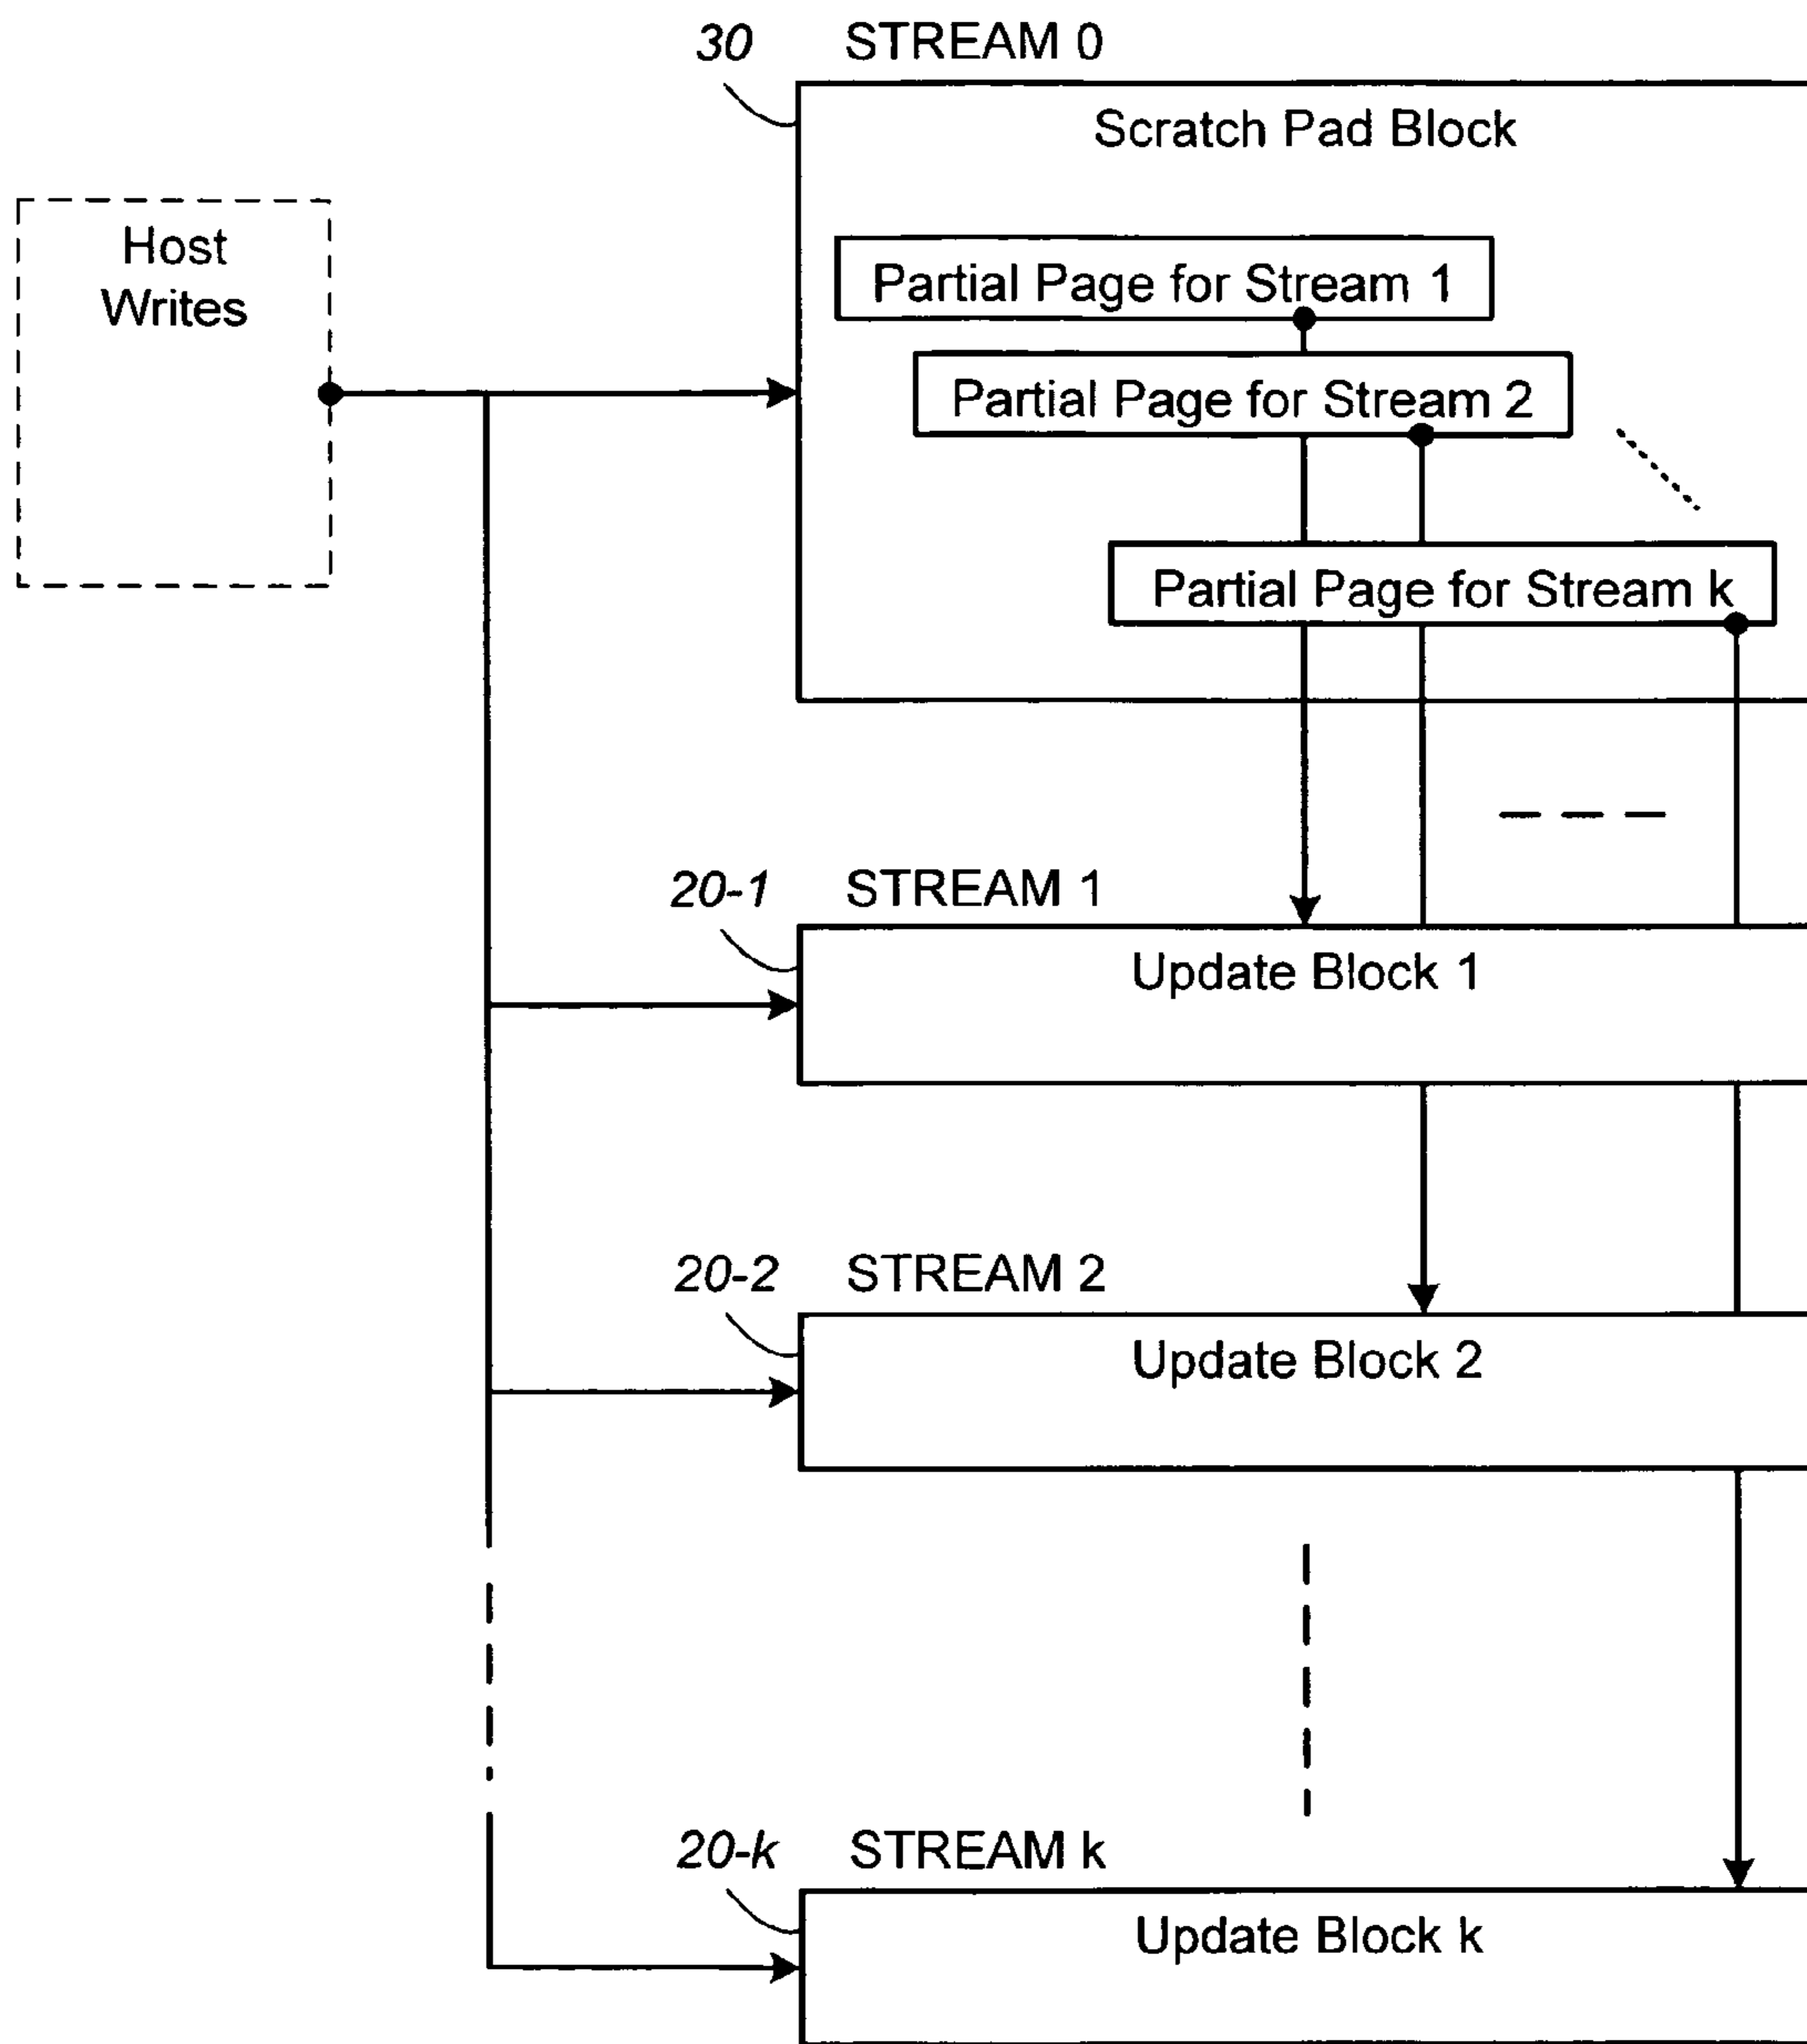 30 STREAM 0
Scratch Pad Block
Host
Writes
Partial Page for Stream 1
Partial Page for Stream 2
Partial Page for Stream k
20-1 STREAM 1
Update Block 1
20-2 STREAM 2
Update Block 2
20-k STREAM k
Update Block k